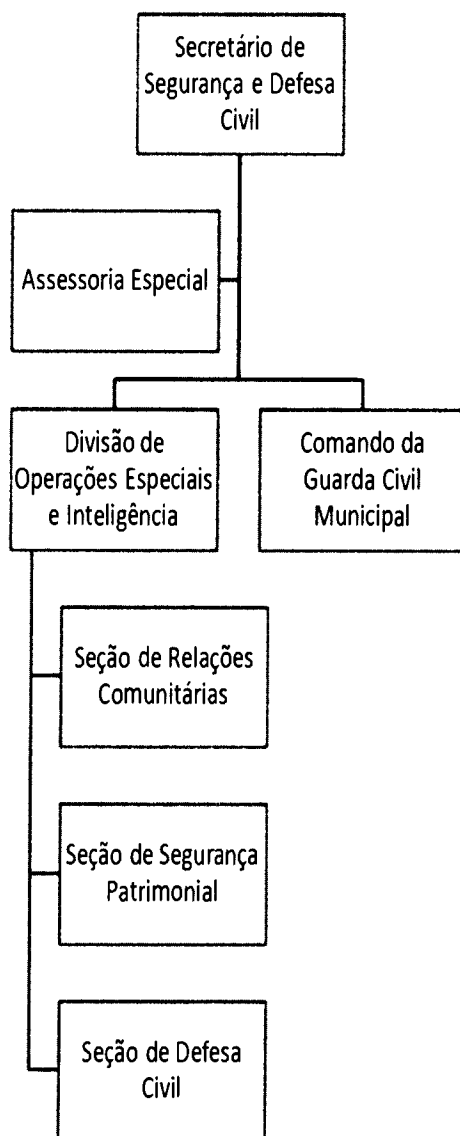 Secretário de
Segurança e Defesa
Civil
Assessoria Especial
Divisão de
Operações Especiais
e Inteligência
Comando da
Guarda Civil
Municipal
Seção de Relações
Comunitárias
Seção de Segurança
Patrimonial
Seção de Defesa
Civil